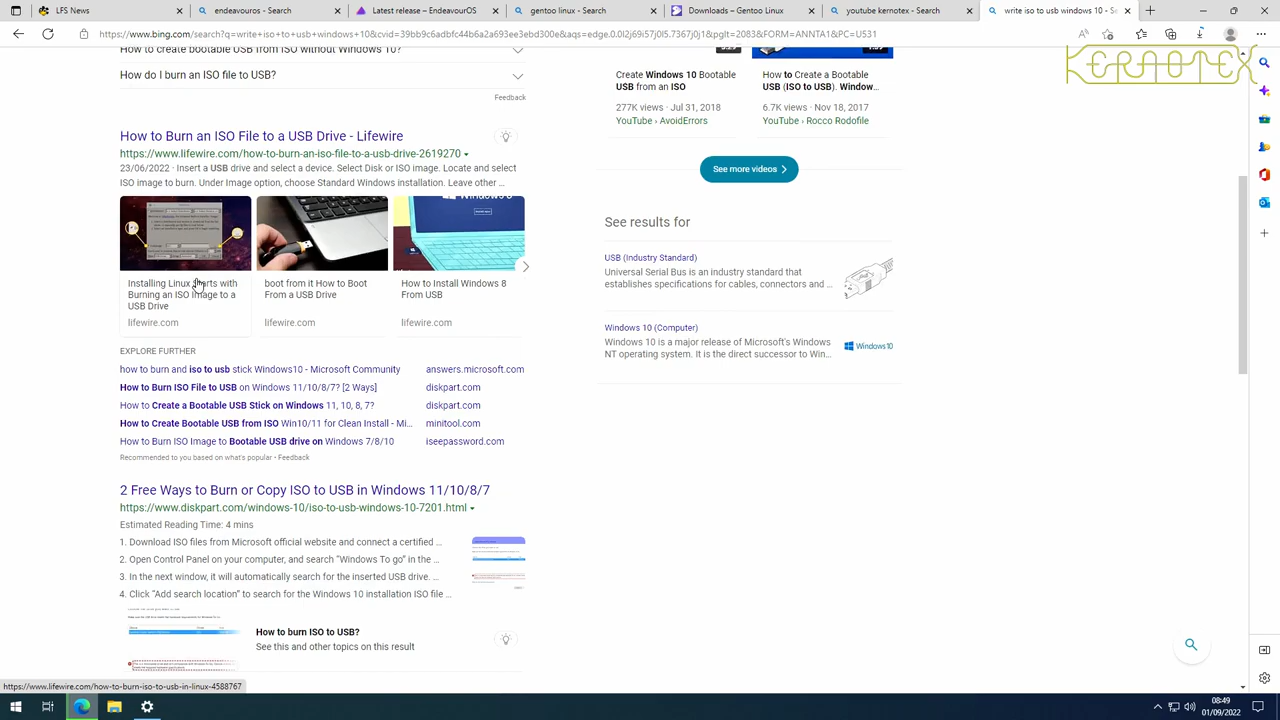 LFS News
endeavouros - Search
FAQ - EndeavourOS
gentoo linux - Search
Downloads – Gentoo Linux
youtube kernotex - Search
write iso to usb windows 10 - Se
https://www.bing.com/search?q=write+iso+to+usb+windows+10&cvid=39bb9c6adbfc44b6a2a693ee3ebd300e&aqs=edge.0.0l2j69i57j0l5.7367j0j1&pglt=2083&FORM=ANNTA1&PC=U531
KERNOTEX
How to create bootable USB from ISO without Windows 10?
How do I burn an ISO file to USB?
Feedback
How to Burn an ISO File to a USB Drive - Lifewire
https://www.lifewire.com/how-to-burn-an-iso-file-to-a-usb-drive-2619270
23/06/2022 · Insert a USB drive and select a device. Select Disk or ISO image. Locate and select
ISO image to burn. Under Image option, choose Standard Windows installation. Leave other …
Installing Linux starts with
Burning an ISO Image to a
USB Drive
lifewire.com
boot from it How to Boot
From a USB Drive
lifewire.com
How to Install Windows 8
From USB
lifewire.com
EXPLORE FURTHER
how to burn and iso to usb stick Windows10 - Microsoft Community answers.microsoft.com
How to Burn ISO File to USB on Windows 11/10/8/7? [2 Ways] diskpart.com
How to Create a Bootable USB Stick on Windows 11, 10, 8, 7? diskpart.com
How to Create Bootable USB from ISO Win10/11 for Clean Install - Mi… minitool.com
How to Burn ISO Image to Bootable USB drive on Windows 7/8/10 iseepassword.com
Recommended to you based on what's popular • Feedback
2 Free Ways to Burn or Copy ISO to USB in Windows 11/10/8/7
https://www.diskpart.com/windows-10/iso-to-usb-windows-10-7201.html
Estimated Reading Time: 4 mins
1. Download ISO files from Microsoft official website and connect a certified …
2. Open Control Panel on your computer, and search “Windows To go” in the …
3. In the next window, it will automatically search for the inserted USB drive. …
4. Click “Add search location” to search for the Windows 10 installation ISO file …
How to burn ISO to USB?
See this and other topics on this result
Create Windows 10 Bootable
USB from an ISO
277K views · Jul 31, 2018
YouTube › AvoidErrors
How to Create a Bootable
USB (ISO to USB). Window…
6.7K views · Nov 18, 2017
YouTube › Rocco Rodofile
See more videos
See results for
USB (Industry Standard)
Universal Serial Bus is an industry standard that
establishes specifications for cables, connectors and …
Windows 10 (Computer)
Windows 10 is a major release of Microsoft's Windows
NT operating system. It is the direct successor to Win…
Windows10
https://www.lifewire.com/how-to-burn-iso-to-usb-in-linux-4588767
08:49
01/09/2022